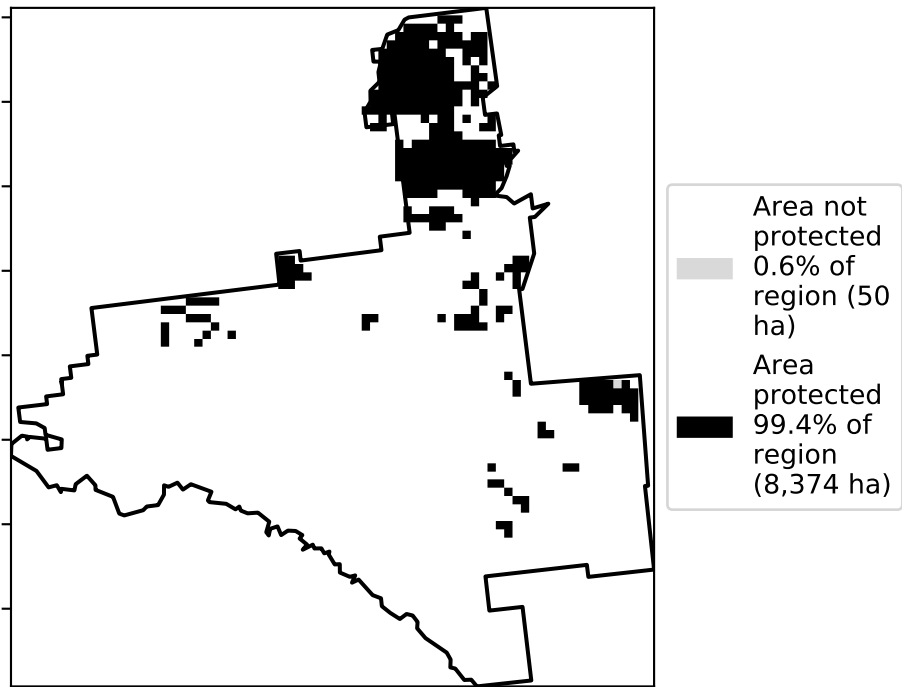 Area not
protected
0.6% of
region (50
ha)
Area
protected
99.4% of
region
(8,374 ha)